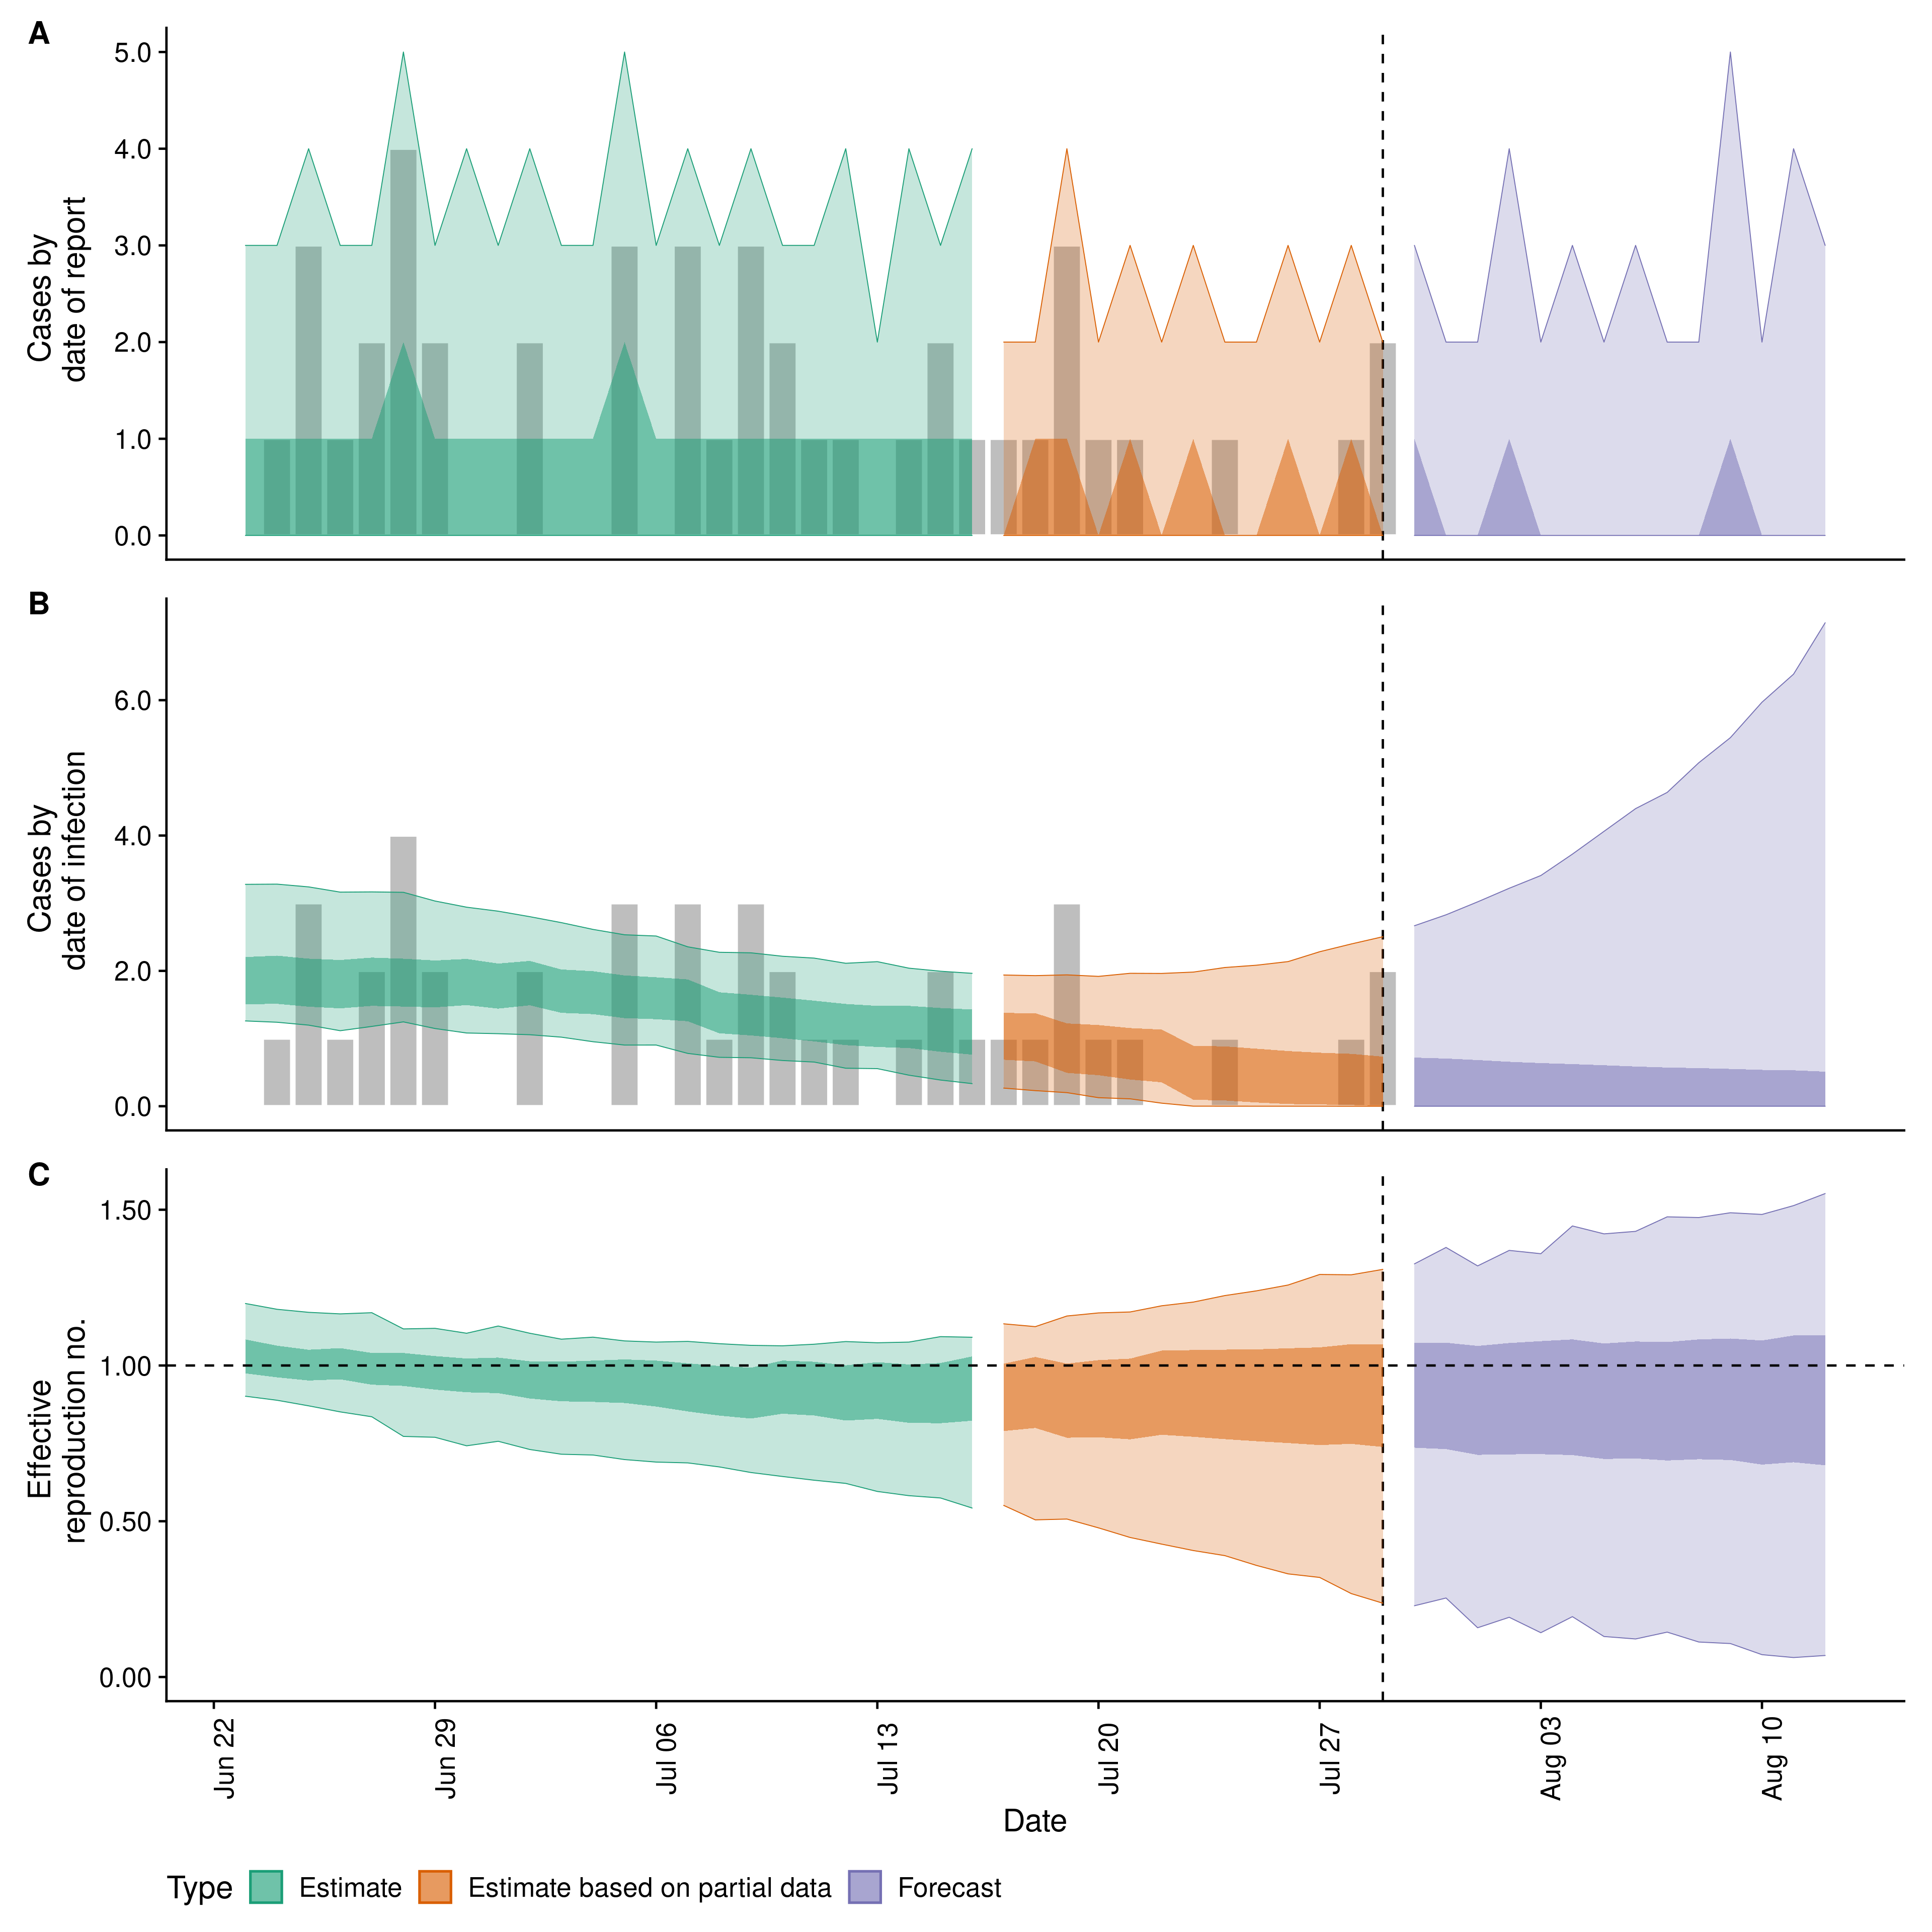 A
Cases by
date of report
5.0
4.0
3.0
2.0
1.0
0.0
B
Cases by
date of infection
6.0
4.0
2.0
0.0
C
Effective
reproduction no.
1.50
1.00
0.50
0.00
Jun 22
Jun 29
Jul 06
Jul 13
Jul 20
Jul 27
Aug 03
Aug 10
Date
Type Estimate Estimate based on partial data Forecast